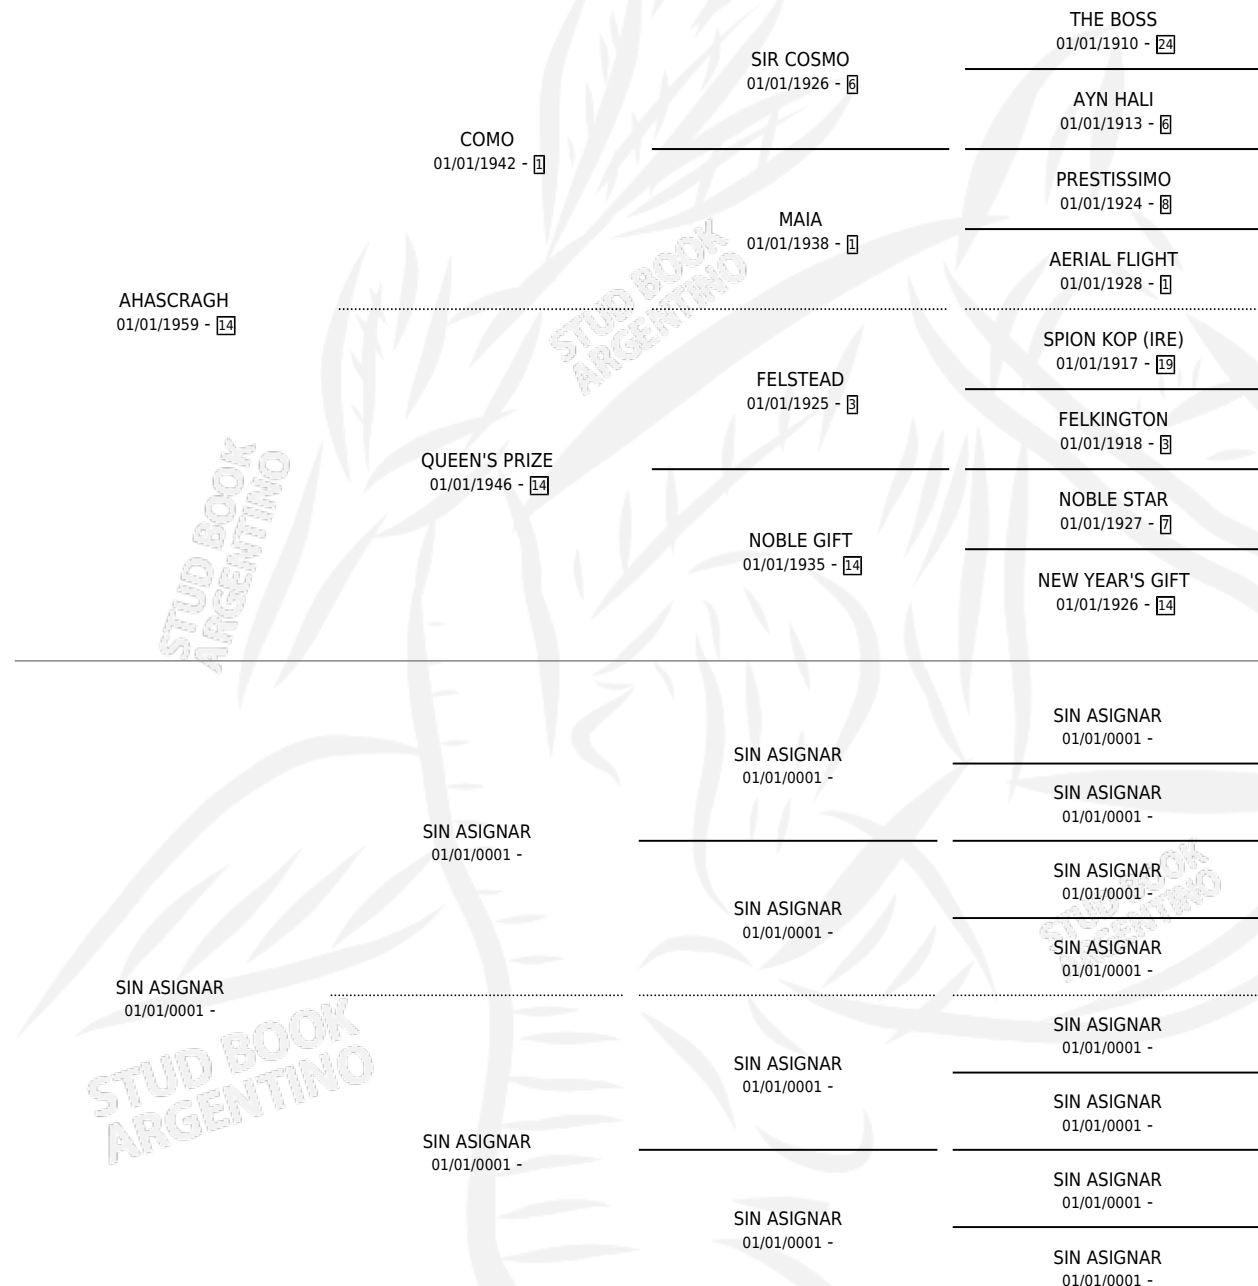 THE BOSS
01/01/1910 - 24
SIR COSMO
01/01/1926 - 6
AYN HALI
01/01/1913 - 6
COMO
01/01/1942 - 1
PRESTISSIMO
01/01/1924 - 8
MAIA
01/01/1938 - 1
AERIAL FLIGHT
01/01/1928 - 1
AHASCRAGH
01/01/1959 - 14
SPION KOP (IRE)
01/01/1917 - 19
FELSTEAD
01/01/1925 - 3
FELKINGTON
01/01/1918 - 3
QUEEN'S PRIZE
01/01/1946 - 14
NOBLE STAR
01/01/1927 - 7
NOBLE GIFT
01/01/1935 - 14
NEW YEAR'S GIFT
01/01/1926 - 14
STUD BOOK
ARGENTINO
STUD BOOK
ARGENTINO
SIN ASIGNAR
01/01/0001 -
SIN ASIGNAR
01/01/0001 -
SIN ASIGNAR
01/01/0001 -
SIN ASIGNAR
01/01/0001 -
SIN ASIGNAR
01/01/0001 -
SIN ASIGNAR
01/01/0001 -
SIN ASIGNAR
01/01/0001 -
SIN ASIGNAR
01/01/0001 -
SIN ASIGNAR
01/01/0001 -
SIN ASIGNAR
01/01/0001 -
SIN ASIGNAR
01/01/0001 -
SIN ASIGNAR
01/01/0001 -
SIN ASIGNAR
01/01/0001 -
SIN ASIGNAR
01/01/0001 -
SIN ASIGNAR
01/01/0001 -
STUD BOOK
ARGENTINO
STUD BOOK
ARGENTINO